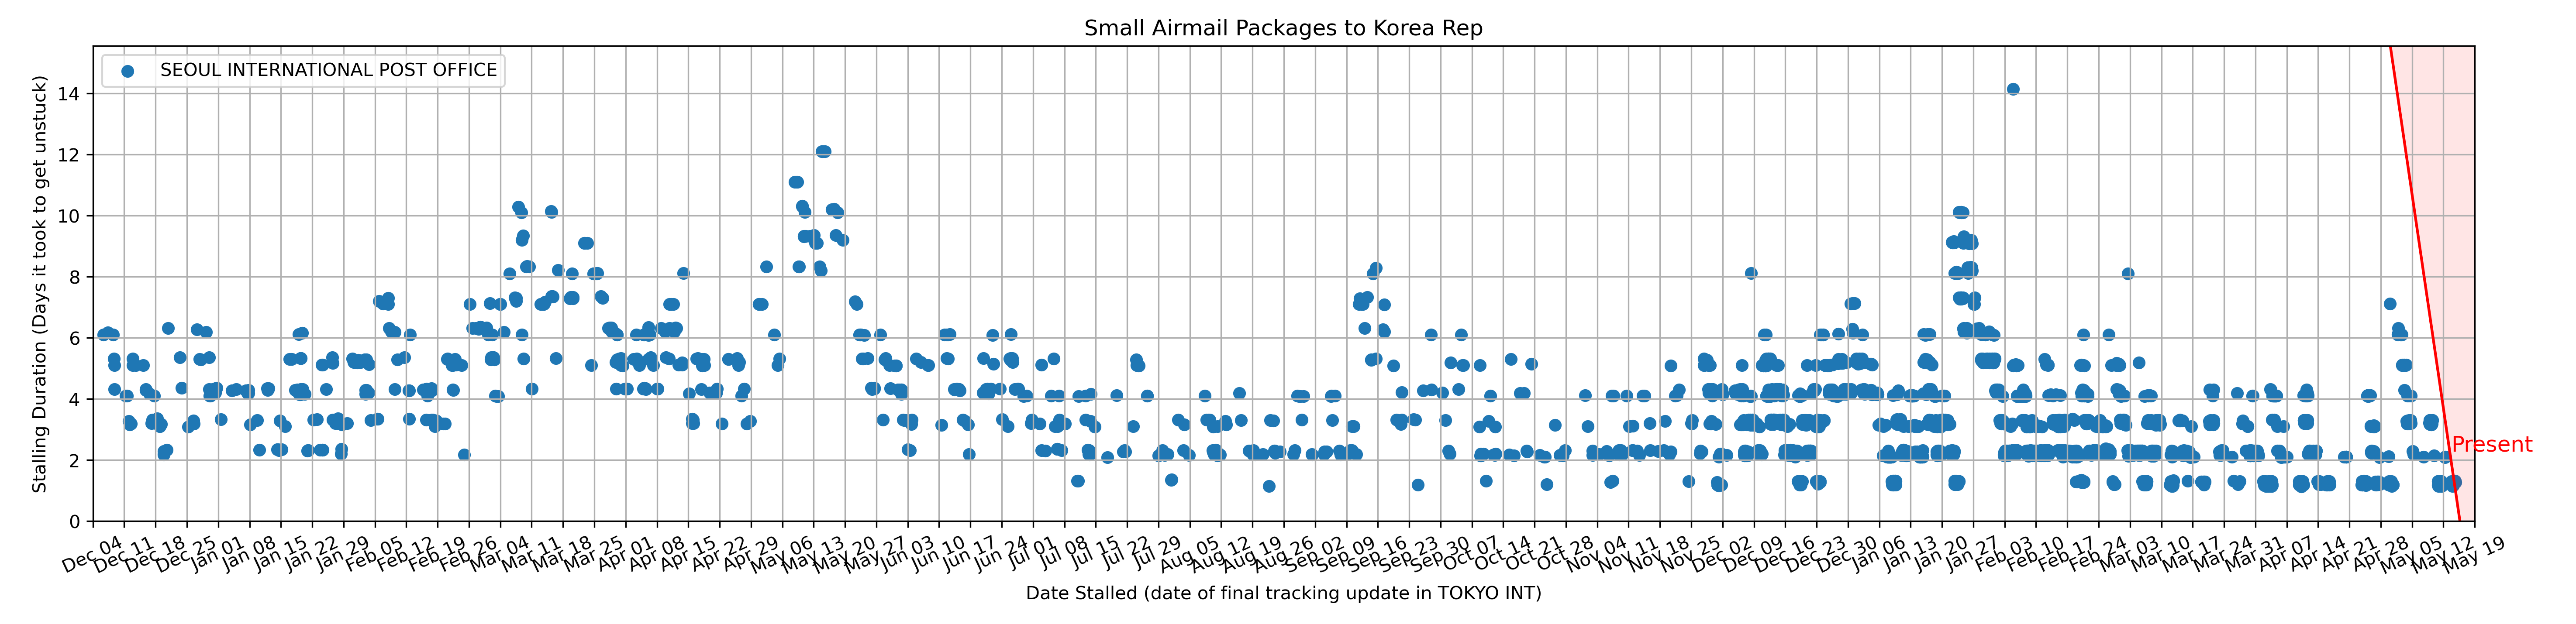 Small Airmail Packages to Korea Rep
SEOUL INTERNATIONAL POST OFFICE
Stalling Duration (Days it took to get unstuck)
14
12
10
8
6
4
2
0
Present
Dec 04
Dec 11
Dec 18
Dec 25
Jan 01
Jan 08
Jan 15
Jan 22
Jan 29
Feb 05
Feb 12
Feb 19
Feb 26
Mar 04
Mar 11
Mar 18
Mar 25
Apr 01
Apr 08
Apr 15
Apr 22
Apr 29
May 06
May 13
May 20
May 27
Jun 03
Jun 10
Jun 17
Jun 24
Jul 01
Jul 08
Jul 15
Jul 22
Jul 29
Aug 05
Aug 12
Aug 19
Aug 26
Sep 02
Sep 09
Sep 16
Sep 23
Sep 30
Oct 07
Oct 14
Oct 21
Oct 28
Nov 04
Nov 11
Nov 18
Nov 25
Dec 02
Dec 09
Dec 16
Dec 23
Dec 30
Jan 06
Jan 13
Jan 20
Jan 27
Feb 03
Feb 10
Feb 17
Feb 24
Mar 03
Mar 10
Mar 17
Mar 24
Mar 31
Apr 07
Apr 14
Apr 21
Apr 28
May 05
May 12
May 19
Date Stalled (date of final tracking update in TOKYO INT)